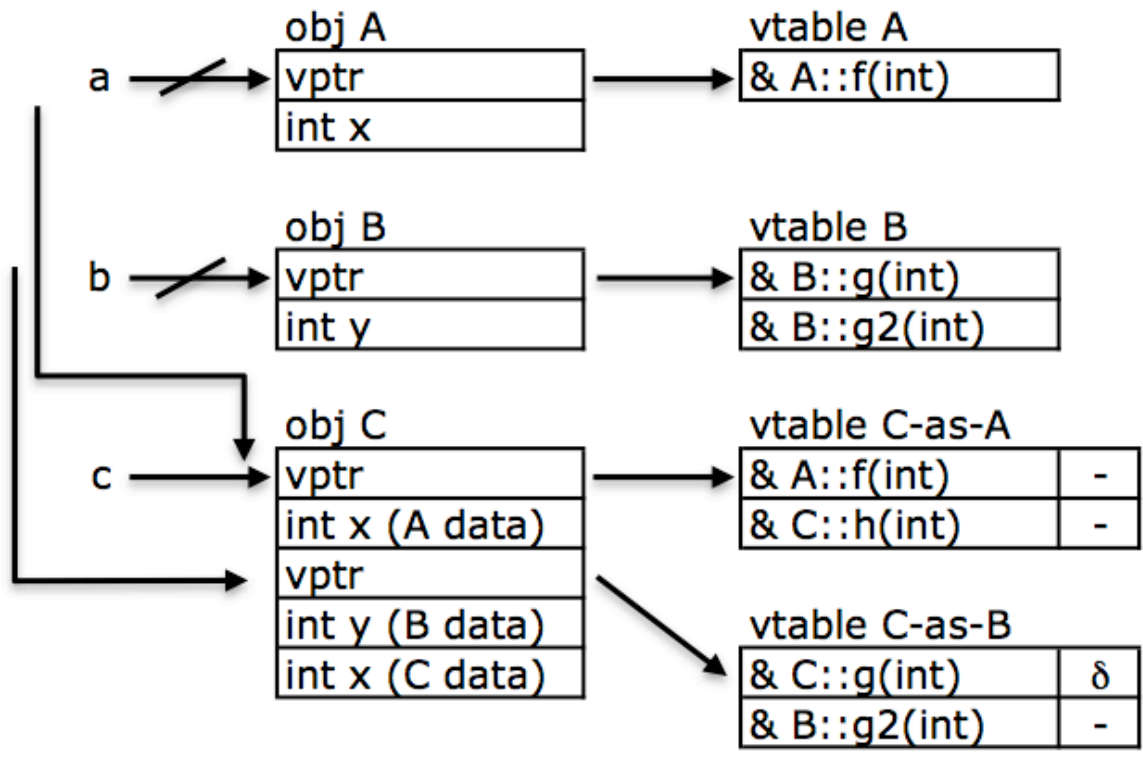 obj A
vtable A
a
vptr
& A::f(int)
int x
obj B
vtable B
b
vptr
& B::g(int)
int y
& B::g2(int)
obj C
vtable C-as-A
c
vptr
& A::f(int) -
int x (A data)
& C::h(int) -
vptr
int y (B data)
vtable C-as-B
int x (C data)
& C::g(int) δ
& B::g2(int) -